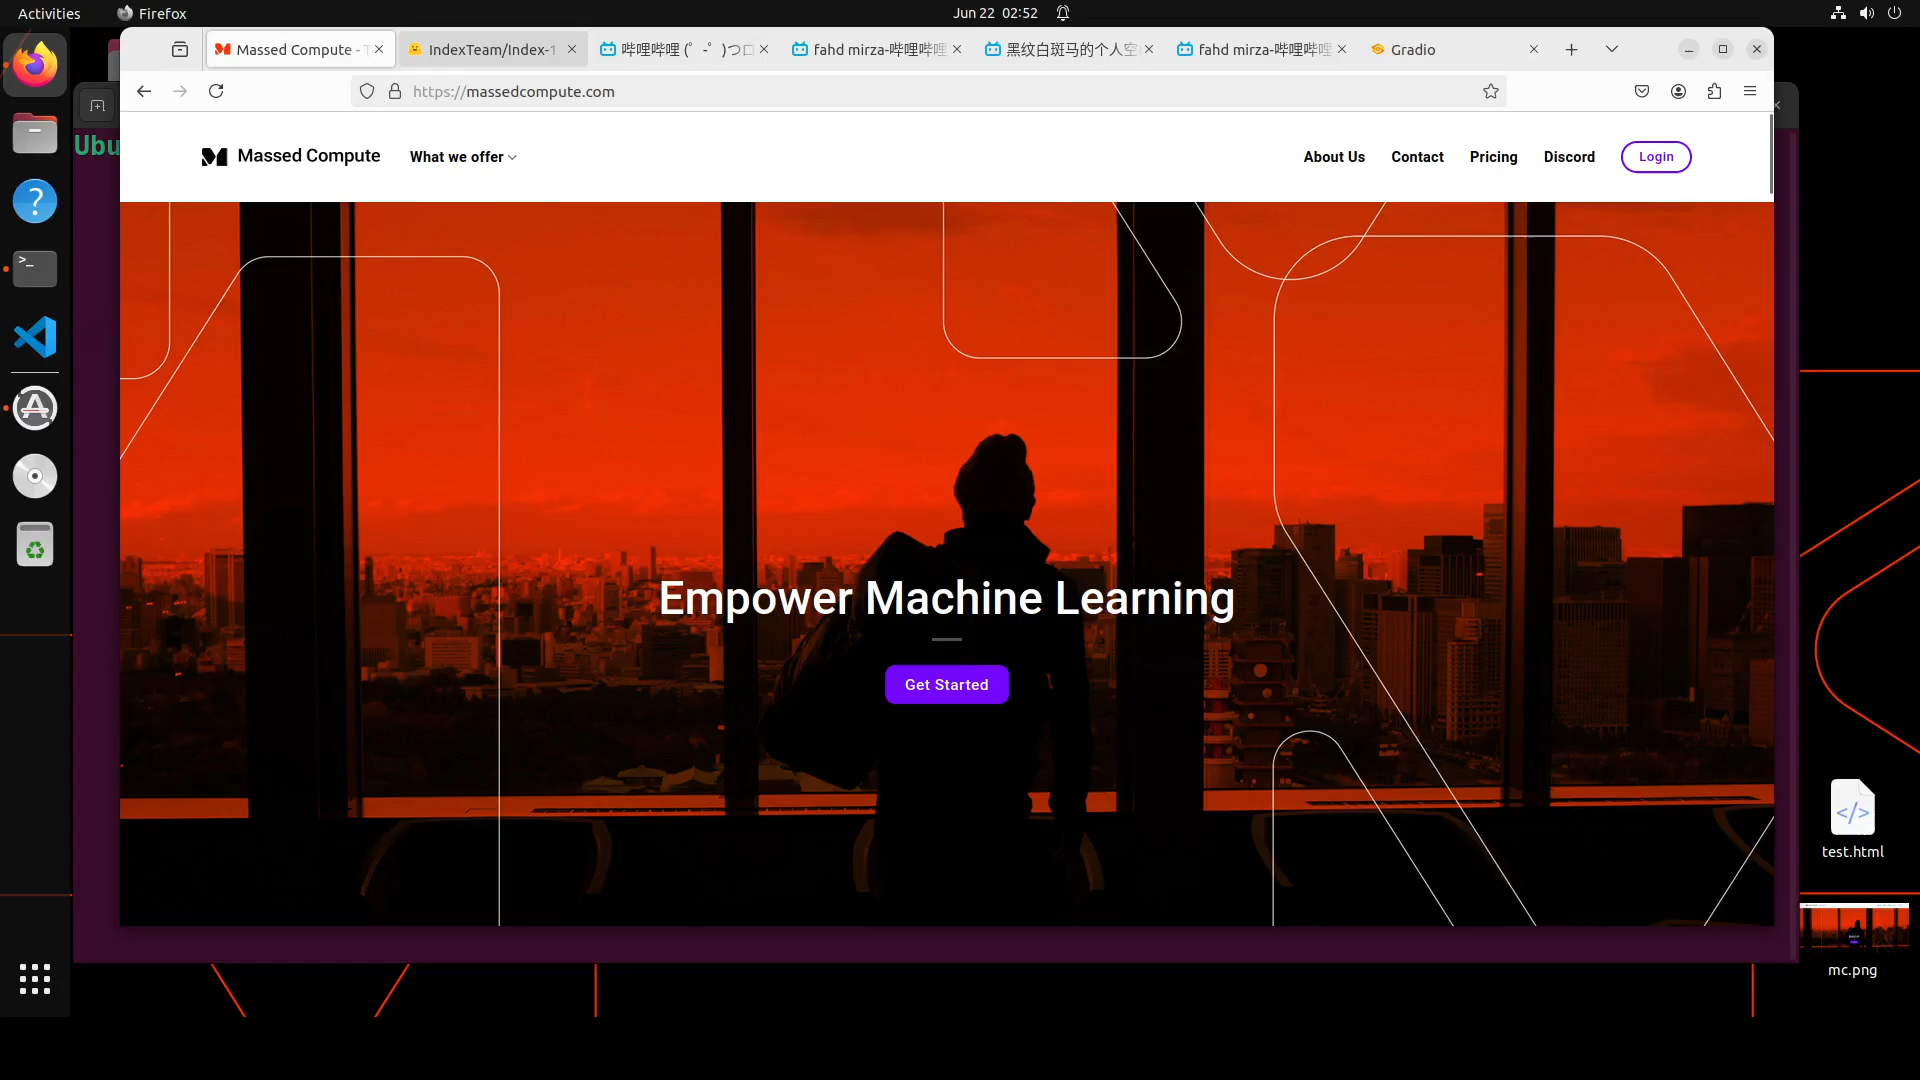 Activities
Firefox
Jun 22 02:52
Massed Compute - T
IndexTeam/Index-1
哔哩哔哩 (゜-゜)つロ
fahd mirza-哔哩哔哩
黑纹白斑马的个人空
fahd mirza-哔哩哔哩
Gradio
https://massedcompute.com
Ubu
Massed Compute
What we offer
About Us
Contact
Pricing
Discord
Login
Empower Machine Learning
Get Started
test.html
mc.png